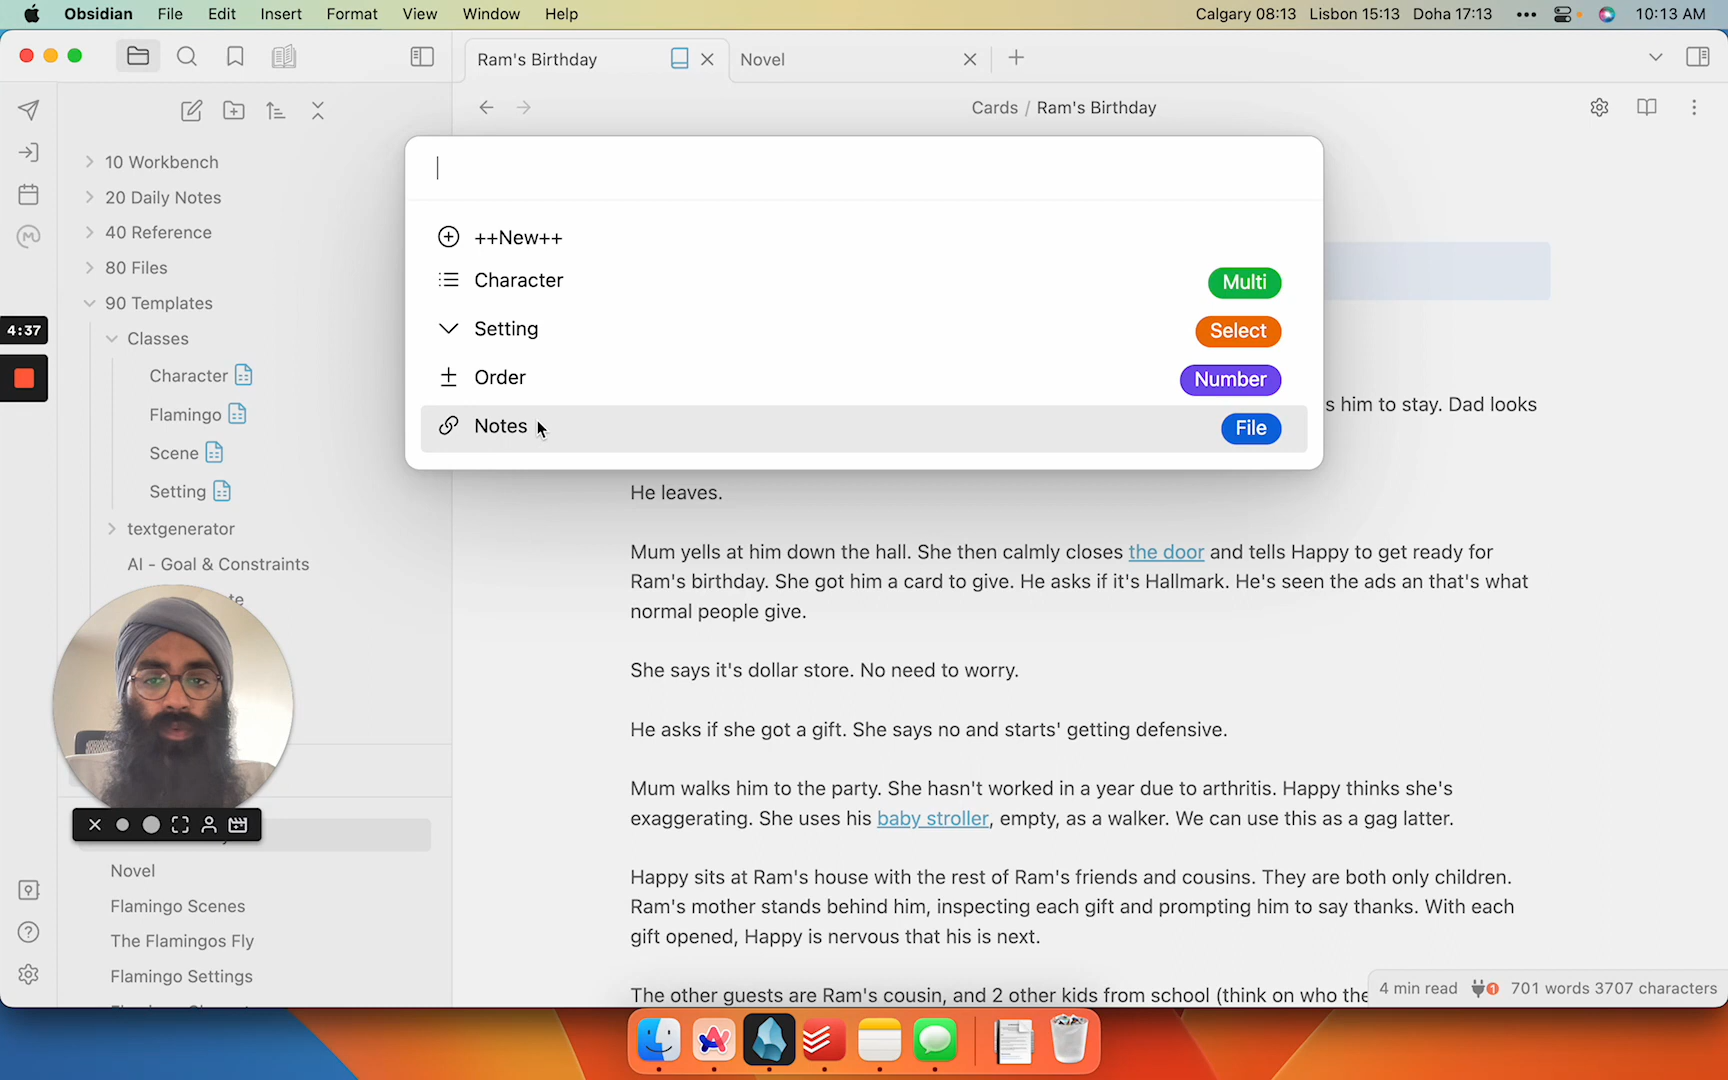 Obsidian File Edit Insert Format View Window Help
Calgary 08:13 Lisbon 15:13 Doha 17:13 10:13 AM
Ram's Birthday
Novel
Cards / Ram's Birthday
10 Workbench
20 Daily Notes
40 Reference
80 Files
90 Templates
Classes
Character
Flamingo
Scene
Setting
textgenerator
AI - Goal & Constraints
4:37
++New++
Character Multi
Setting Select
Order Number
Notes File
s him to stay. Dad looks
He leaves.
Mum yells at him down the hall. She then calmly closes the door and tells Happy to get ready for
Ram's birthday. She got him a card to give. He asks if it's Hallmark. He's seen the ads an that's what
normal people give.
She says it's dollar store. No need to worry.
He asks if she got a gift. She says no and starts' getting defensive.
Mum walks him to the party. She hasn't worked in a year due to arthritis. Happy thinks she's
exaggerating. She uses his baby stroller, empty, as a walker. We can use this as a gag latter.
Happy sits at Ram's house with the rest of Ram's friends and cousins. They are both only children.
Ram's mother stands behind him, inspecting each gift and prompting him to say thanks. With each
gift opened, Happy is nervous that his is next.
The other guests are Ram's cousin, and 2 other kids from school (think on who the
Novel
Flamingo Scenes
The Flamingos Fly
Flamingo Settings
4 min read 1 701 words 3707 characters